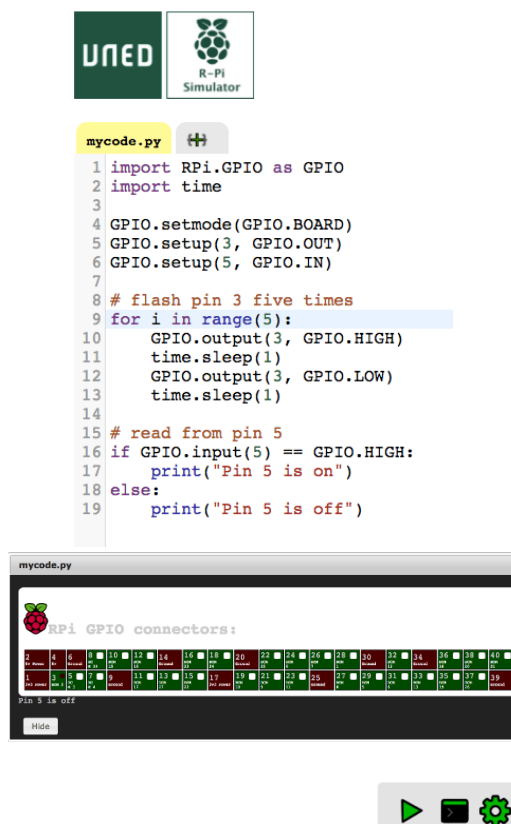 UNED
R-Pi
Simulator
mycode.py
1 import RPi.GPIO as GPIO
2 import time
3
4 GPIO.setmode(GPIO.BOARD)
5 GPIO.setup(3, GPIO.OUT)
6 GPIO.setup(5, GPIO.IN)
7
8 # flash pin 3 five times
9 for i in range(5):
10     GPIO.output(3, GPIO.HIGH)
11     time.sleep(1)
12     GPIO.output(3, GPIO.LOW)
13     time.sleep(1)
14
15 # read from pin 5
16 if GPIO.input(5) == GPIO.HIGH:
17     print("Pin 5 is on")
18 else:
19     print("Pin 5 is off")
mycode.py
RPi GPIO connectors:
2 4 6 8 10 12 14 16 18 20 22 24 26 28 30 32 34 36 38 40
1 3 5 7 9 11 13 15 17 19 21 23 25 27 29 31 33 35 37 39
Pin 5 is off
Hide